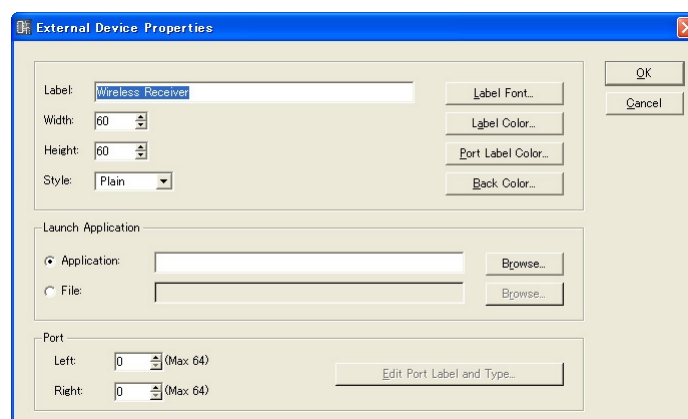 External Device Properties
Label: Wireless Receiver Label Font...
Width: 60 Label Color...
Height: 60 Port Label Color...
Style: Plain Back Color...
OK
Cancel
Launch Application
Application: Browse...
File: Browse...
Port
Left: 0 (Max 64)
Right: 0 (Max 64)
Edit Port Label and Type...